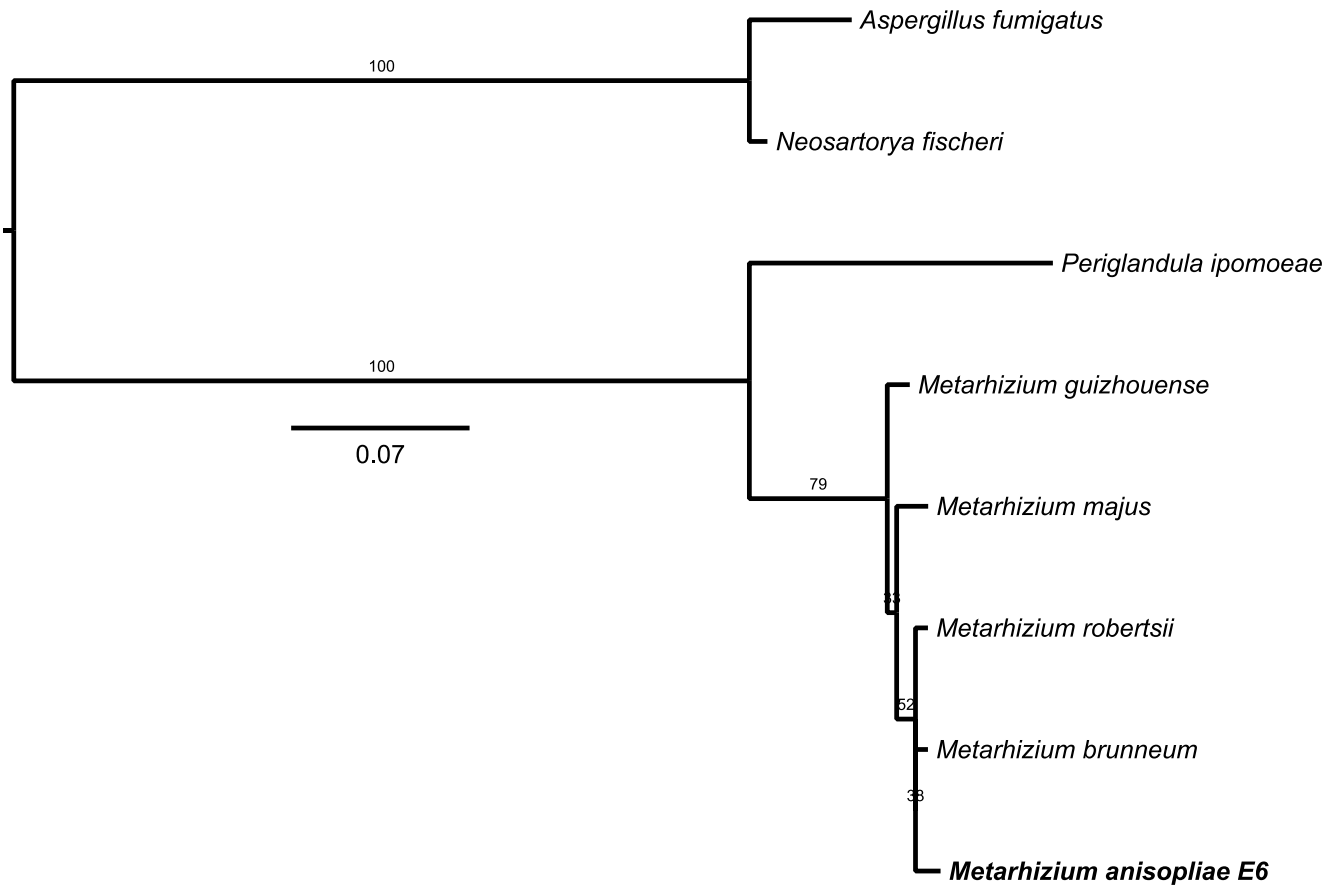 Aspergillus fumigatus
100
Neosartorya fischeri
Periglandula ipomoeae
100
Metarhizium guizhouense
0.07
79
Metarhizium majus
33
Metarhizium robertsii
52
Metarhizium brunneum
38
Metarhizium anisopliae E6